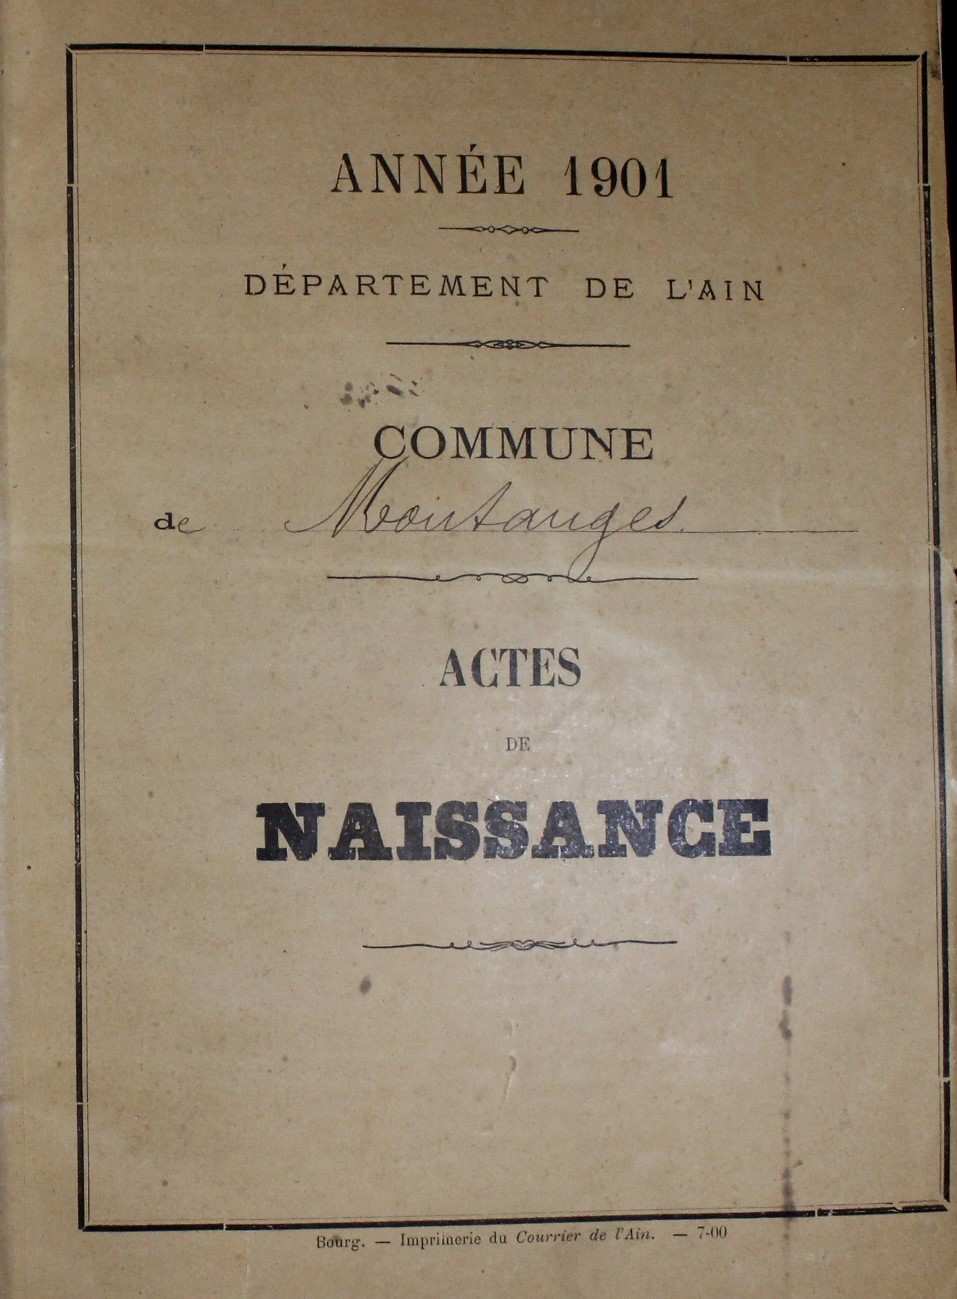 ANNÉE 1901
DÉPARTEMENT DE L'AIN
COMMUNE
de Montanges
ACTES
DE
NAISSANCE
Bourg. — Imprimerie du Courrier de l'Ain. — 7-00